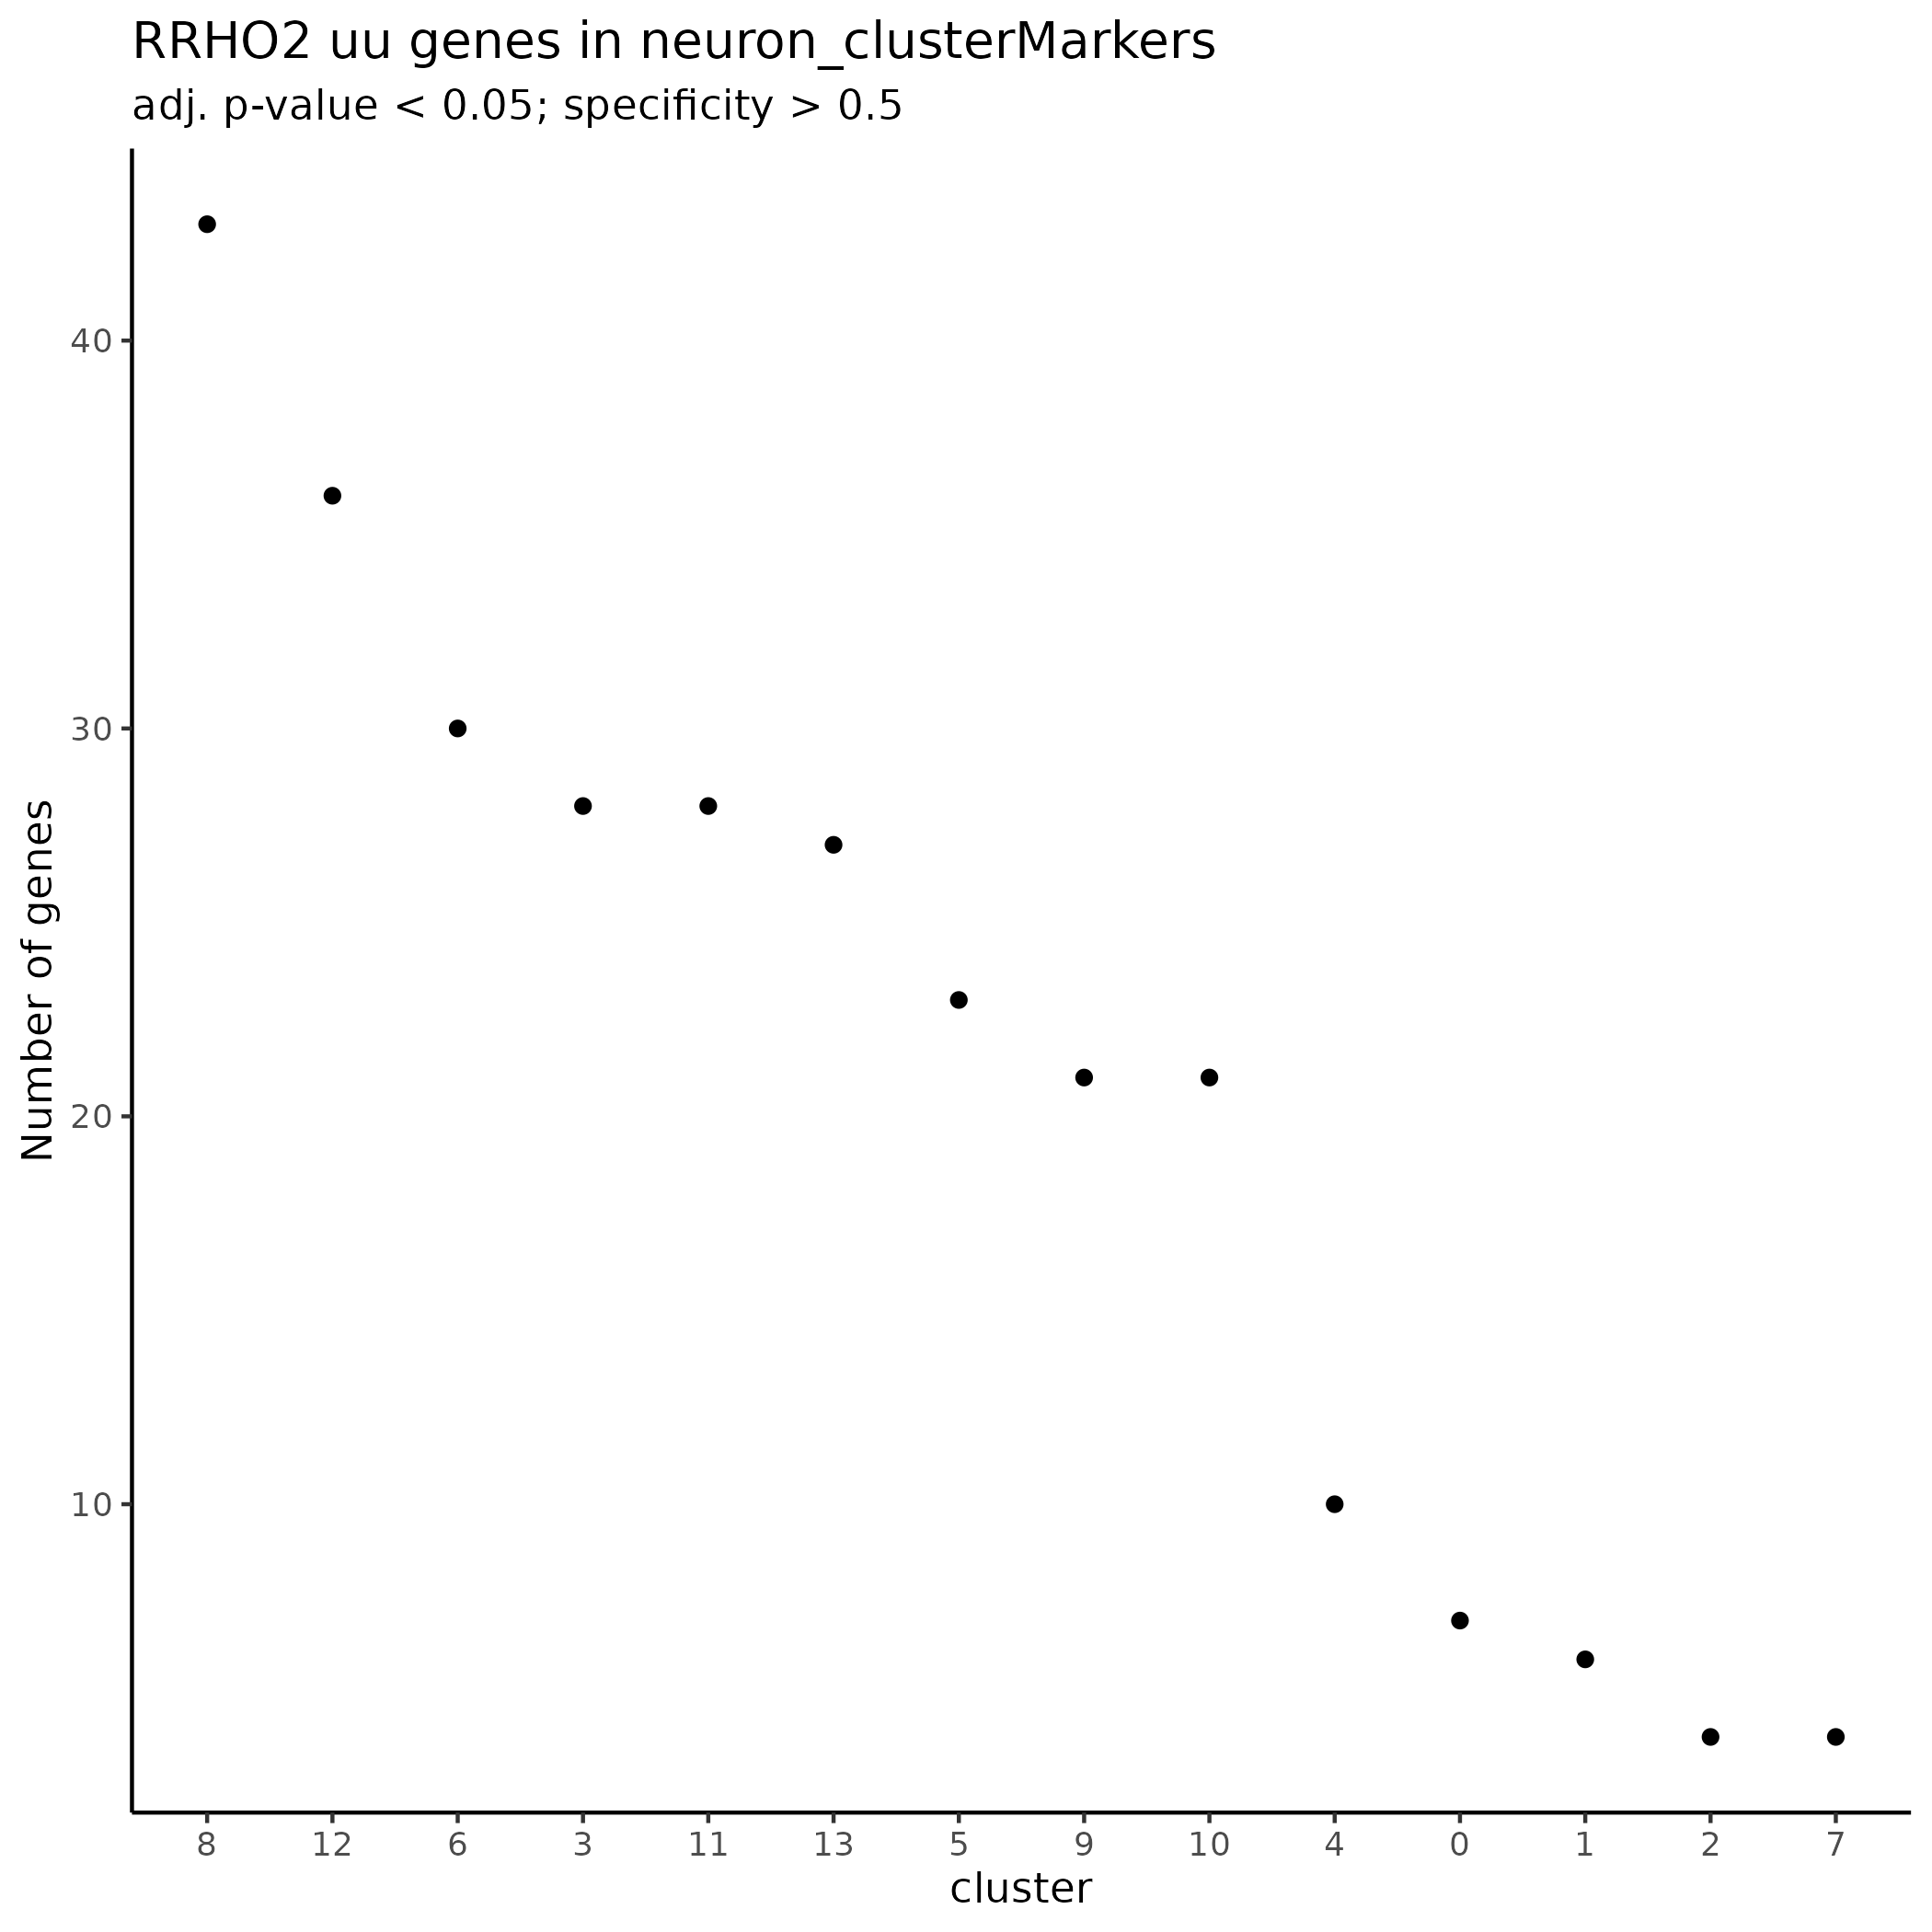 RRHO2 uu genes in neuron_clusterMarkers
adj. p-value < 0.05; specificity > 0.5
Number of genes
40
30
20
10
8 12 6 3 11 13 5 9 10 4 0 1 2 7
cluster